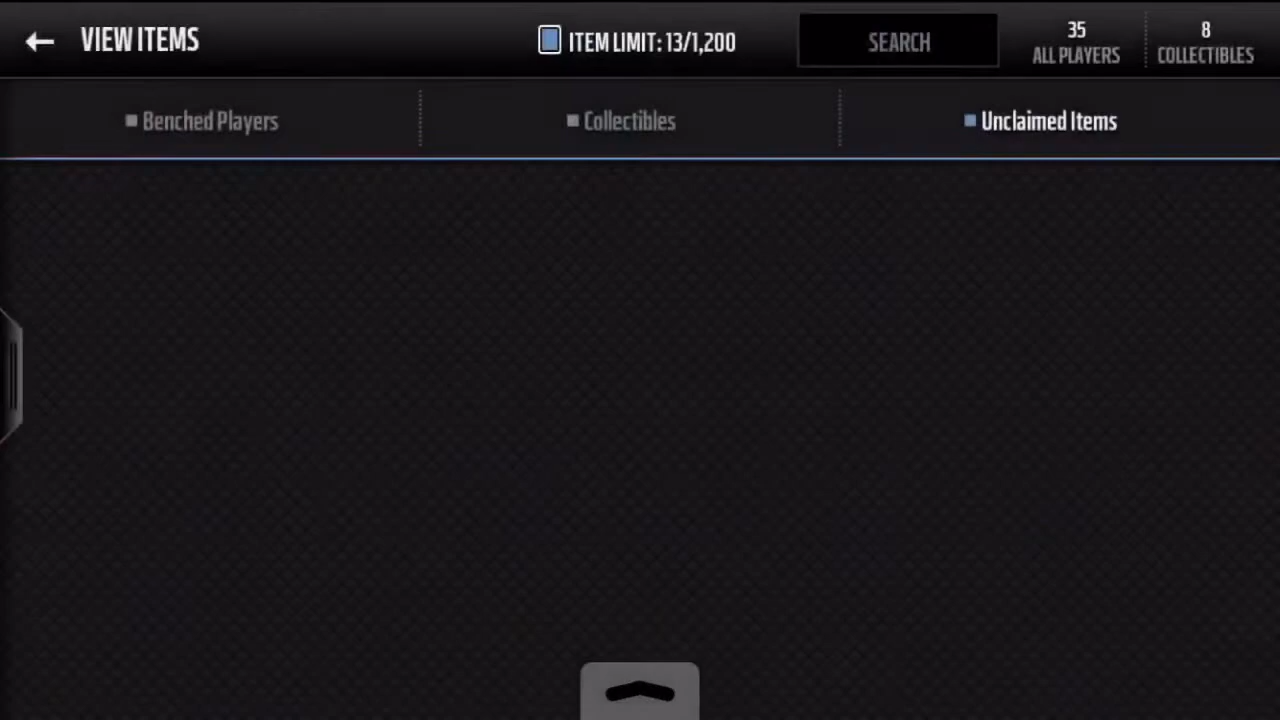 VIEW ITEMS
ITEM LIMIT: 13/1,200
SEARCH
35
ALL PLAYERS
8
COLLECTIBLES
Benched Players
Collectibles
Unclaimed Items